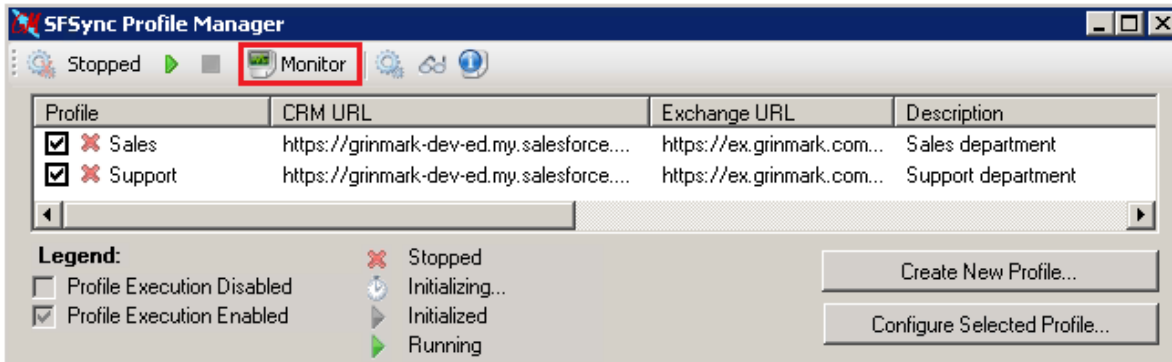 SFSync Profile Manager
Stopped Monitor
Profile CRM URL Exchange URL Description
Sales https://grinmark-dev-ed.my.salesforce.... https://ex.grinmark.com... Sales department
Support https://grinmark-dev-ed.my.salesforce.... https://ex.grinmark.com... Support department
Legend:
Profile Execution Disabled
Profile Execution Enabled
Stopped
Initializing...
Initialized
Running
Create New Profile...
Configure Selected Profile...